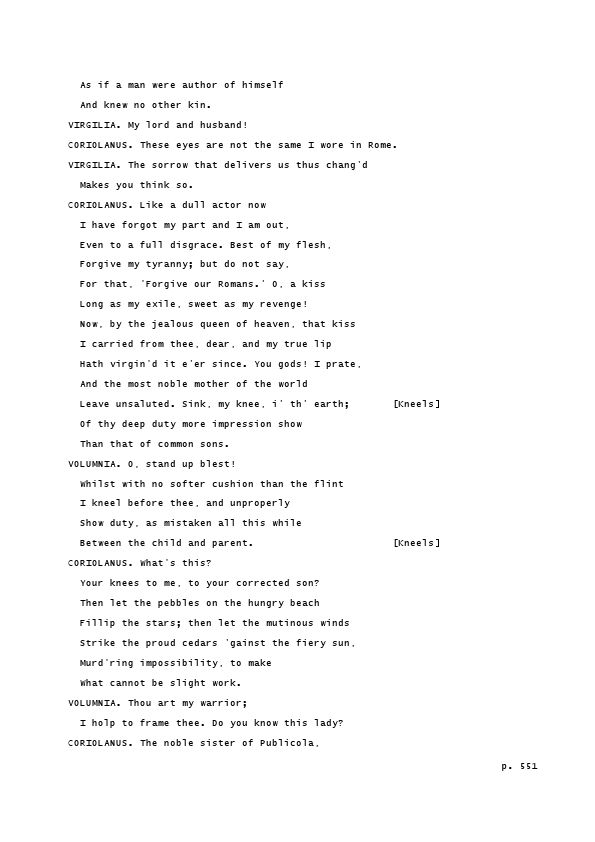 As if a man were author of himself
And knew no other kin.
VIRGILIA. My lord and husband!
CORIOLANUS. These eyes are not the same I wore in Rome.
VIRGILIA. The sorrow that delivers us thus chang'd
Makes you think so.
CORIOLANUS. Like a dull actor now
I have forgot my part and I am out,
Even to a full disgrace. Best of my flesh,
Forgive my tyranny; but do not say,
For that, 'Forgive our Romans.' O, a kiss
Long as my exile, sweet as my revenge!
Now, by the jealous queen of heaven, that kiss
I carried from thee, dear, and my true lip
Hath virgin'd it e'er since. You gods! I prate,
And the most noble mother of the world
Leave unsaluted. Sink, my knee, i' th' earth; [Kneels]
Of thy deep duty more impression show
Than that of common sons.
VOLUMNIA. O, stand up blest!
Whilst with no softer cushion than the flint
I kneel before thee, and unproperly
Show duty, as mistaken all this while
Between the child and parent. [Kneels]
CORIOLANUS. What's this?
Your knees to me, to your corrected son?
Then let the pebbles on the hungry beach
Fillip the stars; then let the mutinous winds
Strike the proud cedars 'gainst the fiery sun,
Murd'ring impossibility, to make
What cannot be slight work.
VOLUMNIA. Thou art my warrior;
I holp to frame thee. Do you know this lady?
CORIOLANUS. The noble sister of Publicola,
p. 551